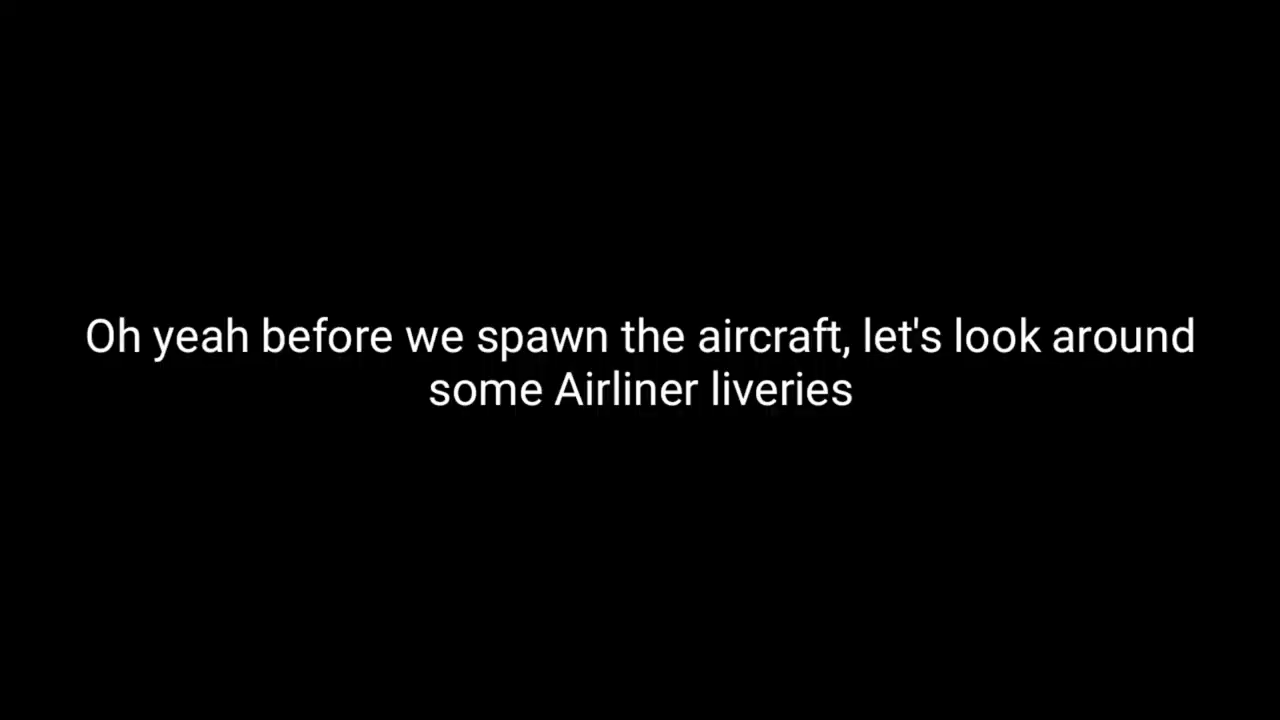 Oh yeah before we spawn the aircraft, let's look around
some Airliner liveries